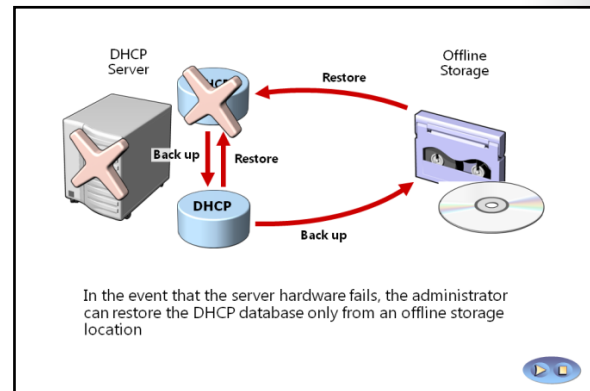 DHCP
Server
Offline
Storage
Restore
Back up
Restore
DHCP
Back up
In the event that the server hardware fails, the administrator
can restore the DHCP database only from an offline storage
location